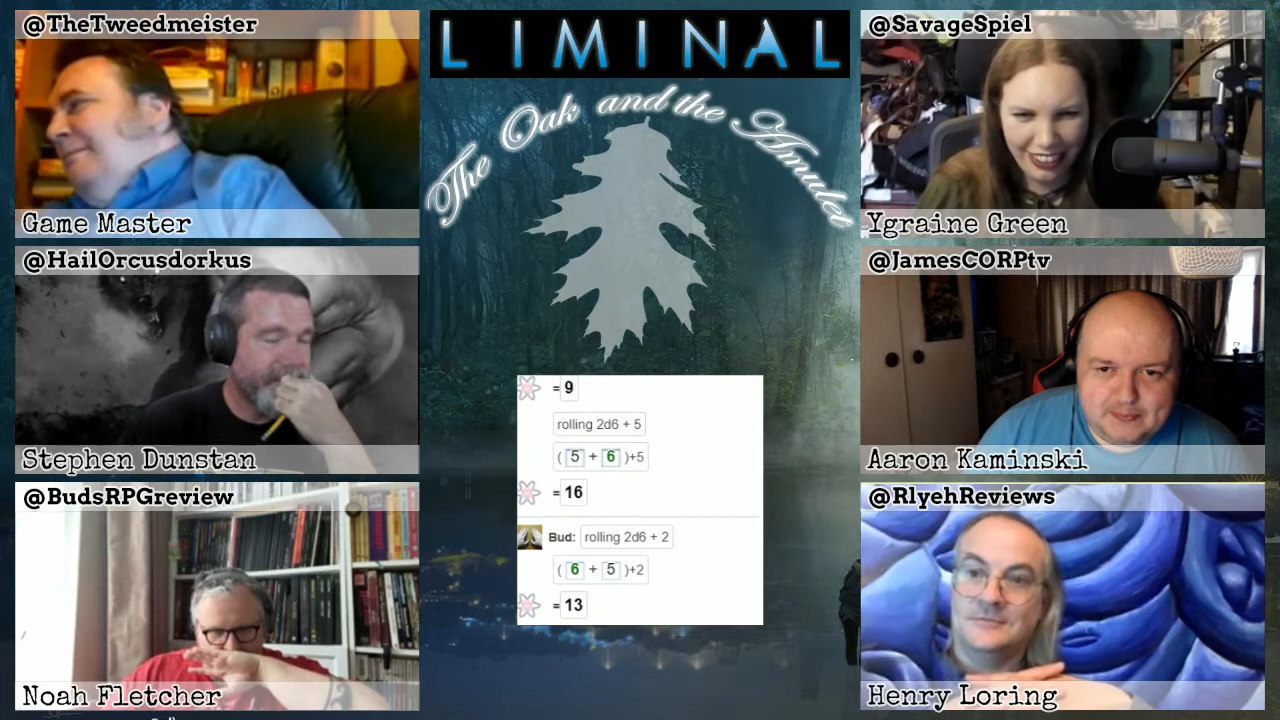 @TheTweedmeister
Game Master
@HailOrcusdorkus
Stephen Dunstan
@BudsRPGreview
Noah Fletcher
LIMINAL
The Oak and the Amulet
= 9
rolling 2d6 + 5
( 5 + 6 )+5
= 16
Bud: rolling 2d6 + 2
( 6 + 5 )+2
= 13
@SavageSpiel
Ygraine Green
@JamesCORPtv
Aaron Kaminski
@RlyehReviews
Henry Loring